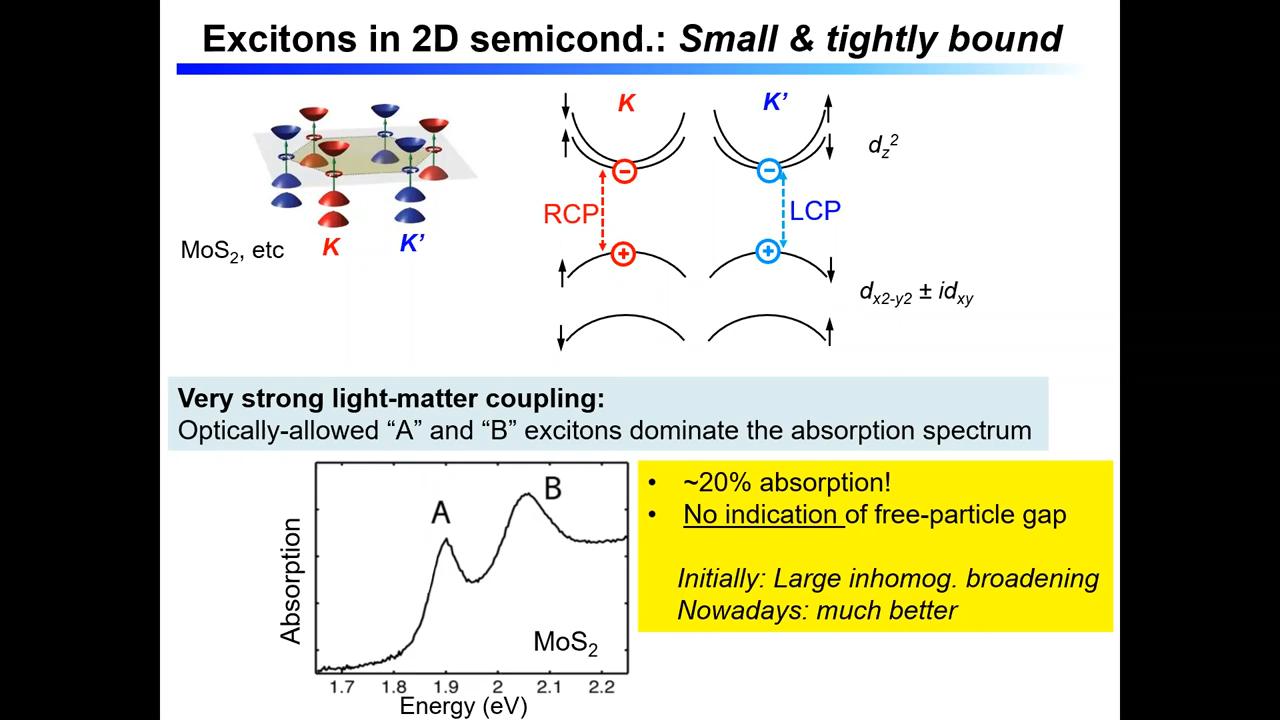 Excitons in 2D semicond.: Small & tightly bound
K
K'
MoS2, etc
K
K’
RCP
LCP
dz2
dx2-y2 ± idxy
Very strong light-matter coupling:
Optically-allowed “A” and “B” excitons dominate the absorption spectrum
Absorption
A
B
MoS2
1.7 1.8 1.9 2 2.1 2.2
Energy (eV)
• ~20% absorption!
• No indication of free-particle gap
Initially: Large inhomog. broadening
Nowadays: much better